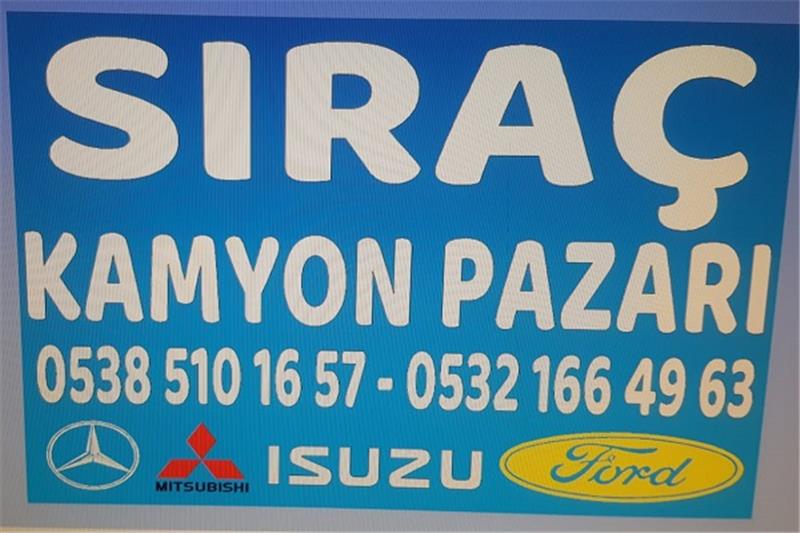 SIRAÇ
KAMYON PAZARI
0538 510 16 57 - 0532 166 49 63
MITSUBISHI ISUZU Ford